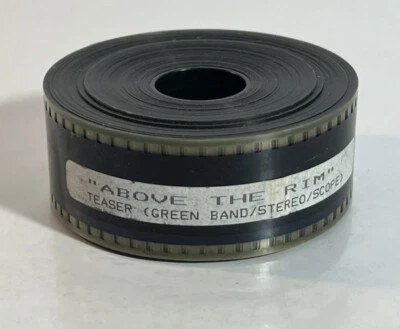 "ABOVE THE RIM"
TEASER (GREEN BAND/STEREO/SCOPE)